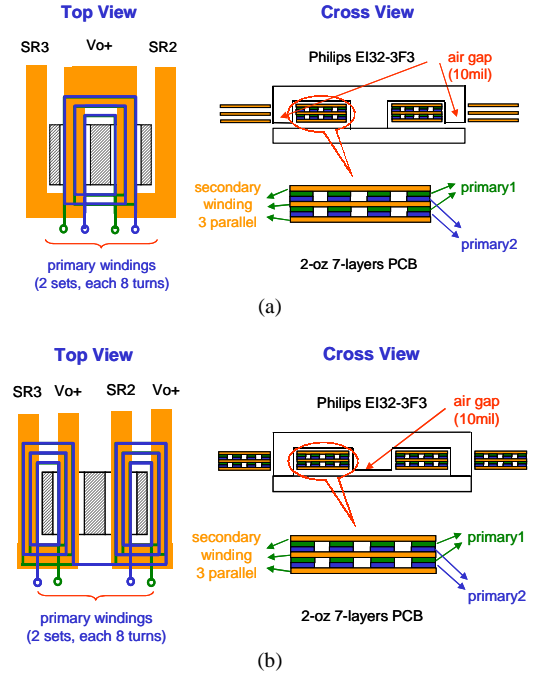 Top View
Cross View
SR3
Vo+
SR2
Philips EI32-3F3
air gap
(10mil)
secondary
winding
3 parallel
primary1
primary2
primary windings
(2 sets, each 8 turns)
2-oz 7-layers PCB
(a)
Top View
Cross View
SR3
Vo+
SR2
Vo+
Philips EI32-3F3
air gap
(10mil)
secondary
winding
3 parallel
primary1
primary2
primary windings
(2 sets, each 8 turns)
2-oz 7-layers PCB
(b)